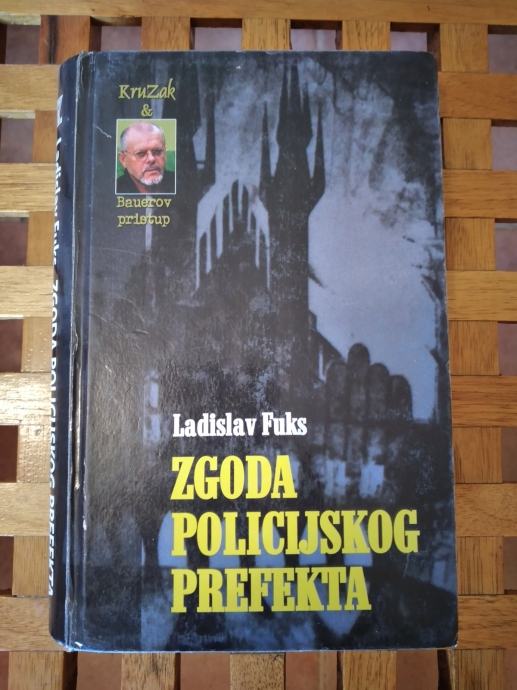 KruZak
&
Bauerov
pristup
Ladislav Fuks
ZGODA
POLICIJSKOG
PREFEKTA
Ladislav Fuks ZGODA POLICIJSKOG PREFEKTA